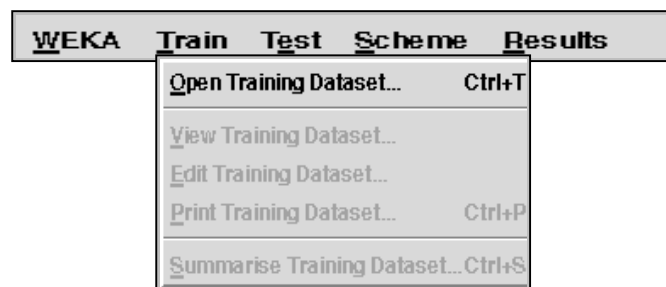 WEKA Train Test Scheme Results
Open Training Dataset... Ctrl+T
View Training Dataset...
Edit Training Dataset...
Print Training Dataset... Ctrl+P
Summarise Training Dataset...Ctrl+S